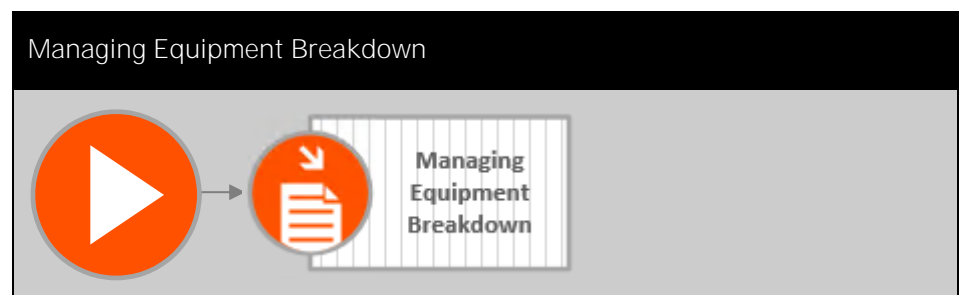 Managing Equipment Breakdown
Managing
Equipment
Breakdown